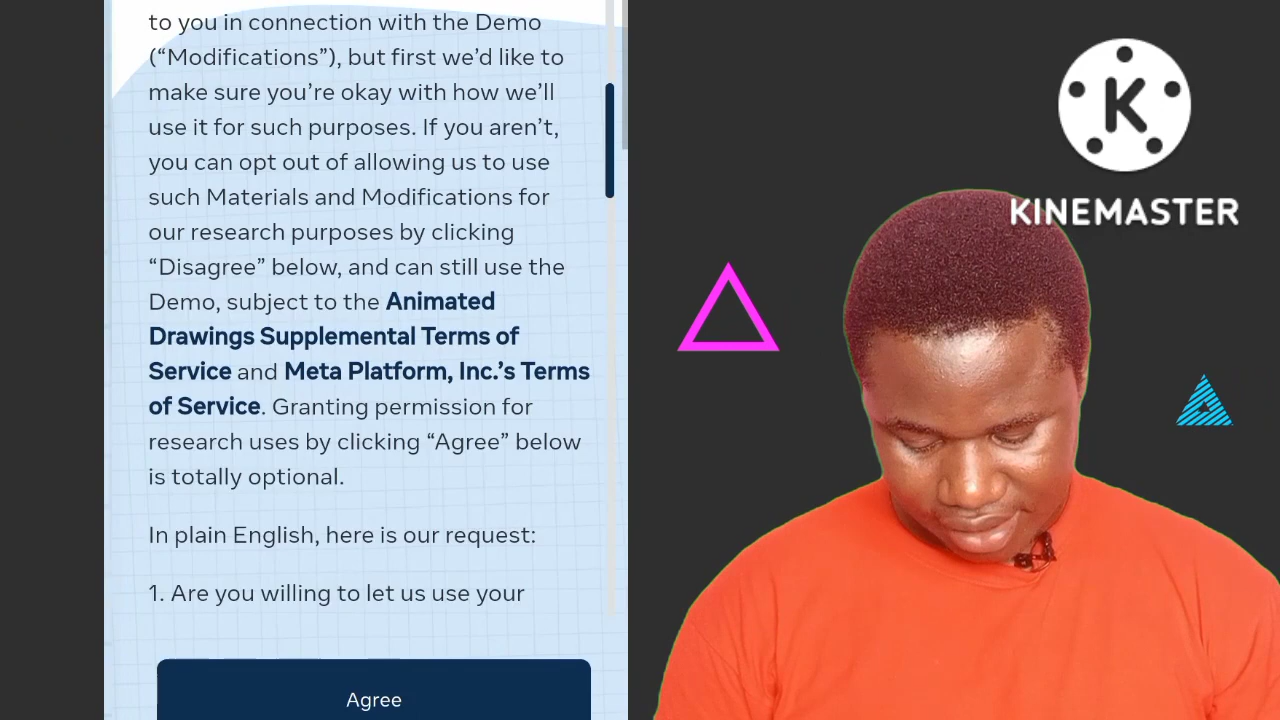 to you in connection with the Demo
(“Modifications”), but first we’d like to
make sure you’re okay with how we’ll
use it for such purposes. If you aren’t,
you can opt out of allowing us to use
such Materials and Modifications for
our research purposes by clicking
“Disagree” below, and can still use the
Demo, subject to the Animated
Drawings Supplemental Terms of
Service and Meta Platform, Inc.’s Terms
of Service. Granting permission for
research uses by clicking “Agree” below
is totally optional.
In plain English, here is our request:
1. Are you willing to let us use your
Agree
K
KINEMASTER